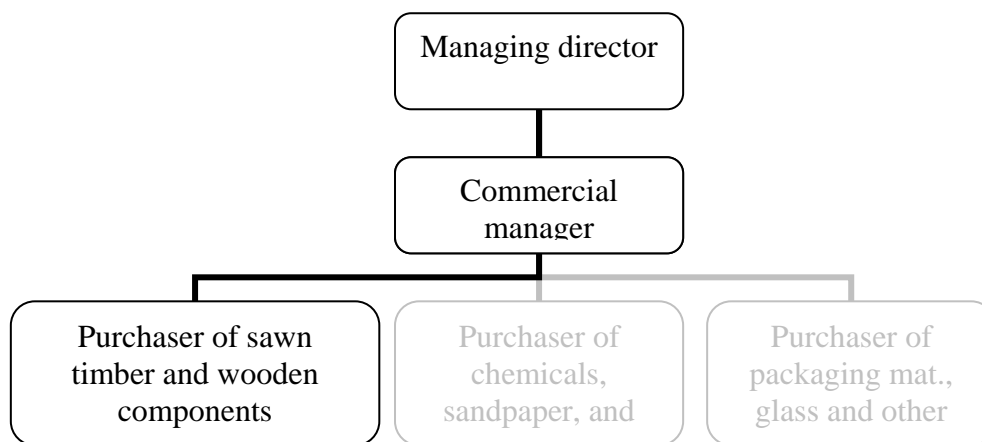 Managing director
Commercial
manager
Purchaser of sawn
timber and wooden
components
Purchaser of
chemicals,
sandpaper, and
Purchaser of
packaging mat.,
glass and other